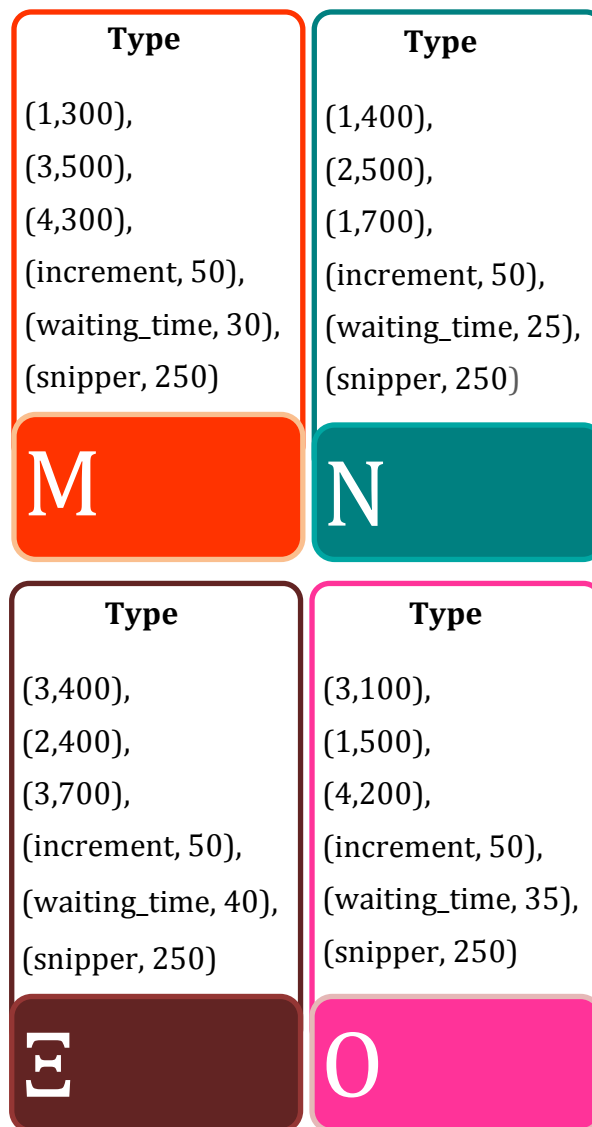 Type
(1,300),
(3,500),
(4,300),
(increment, 50),
(waiting_time, 30),
(snipper, 250)
Μ
Type
(1,400),
(2,500),
(1,700),
(increment, 50),
(waiting_time, 25),
(snipper, 250)
Ν
Type
(3,400),
(2,400),
(3,700),
(increment, 50),
(waiting_time, 40),
(snipper, 250)
Ξ
Type
(3,100),
(1,500),
(4,200),
(increment, 50),
(waiting_time, 35),
(snipper, 250)
Ο